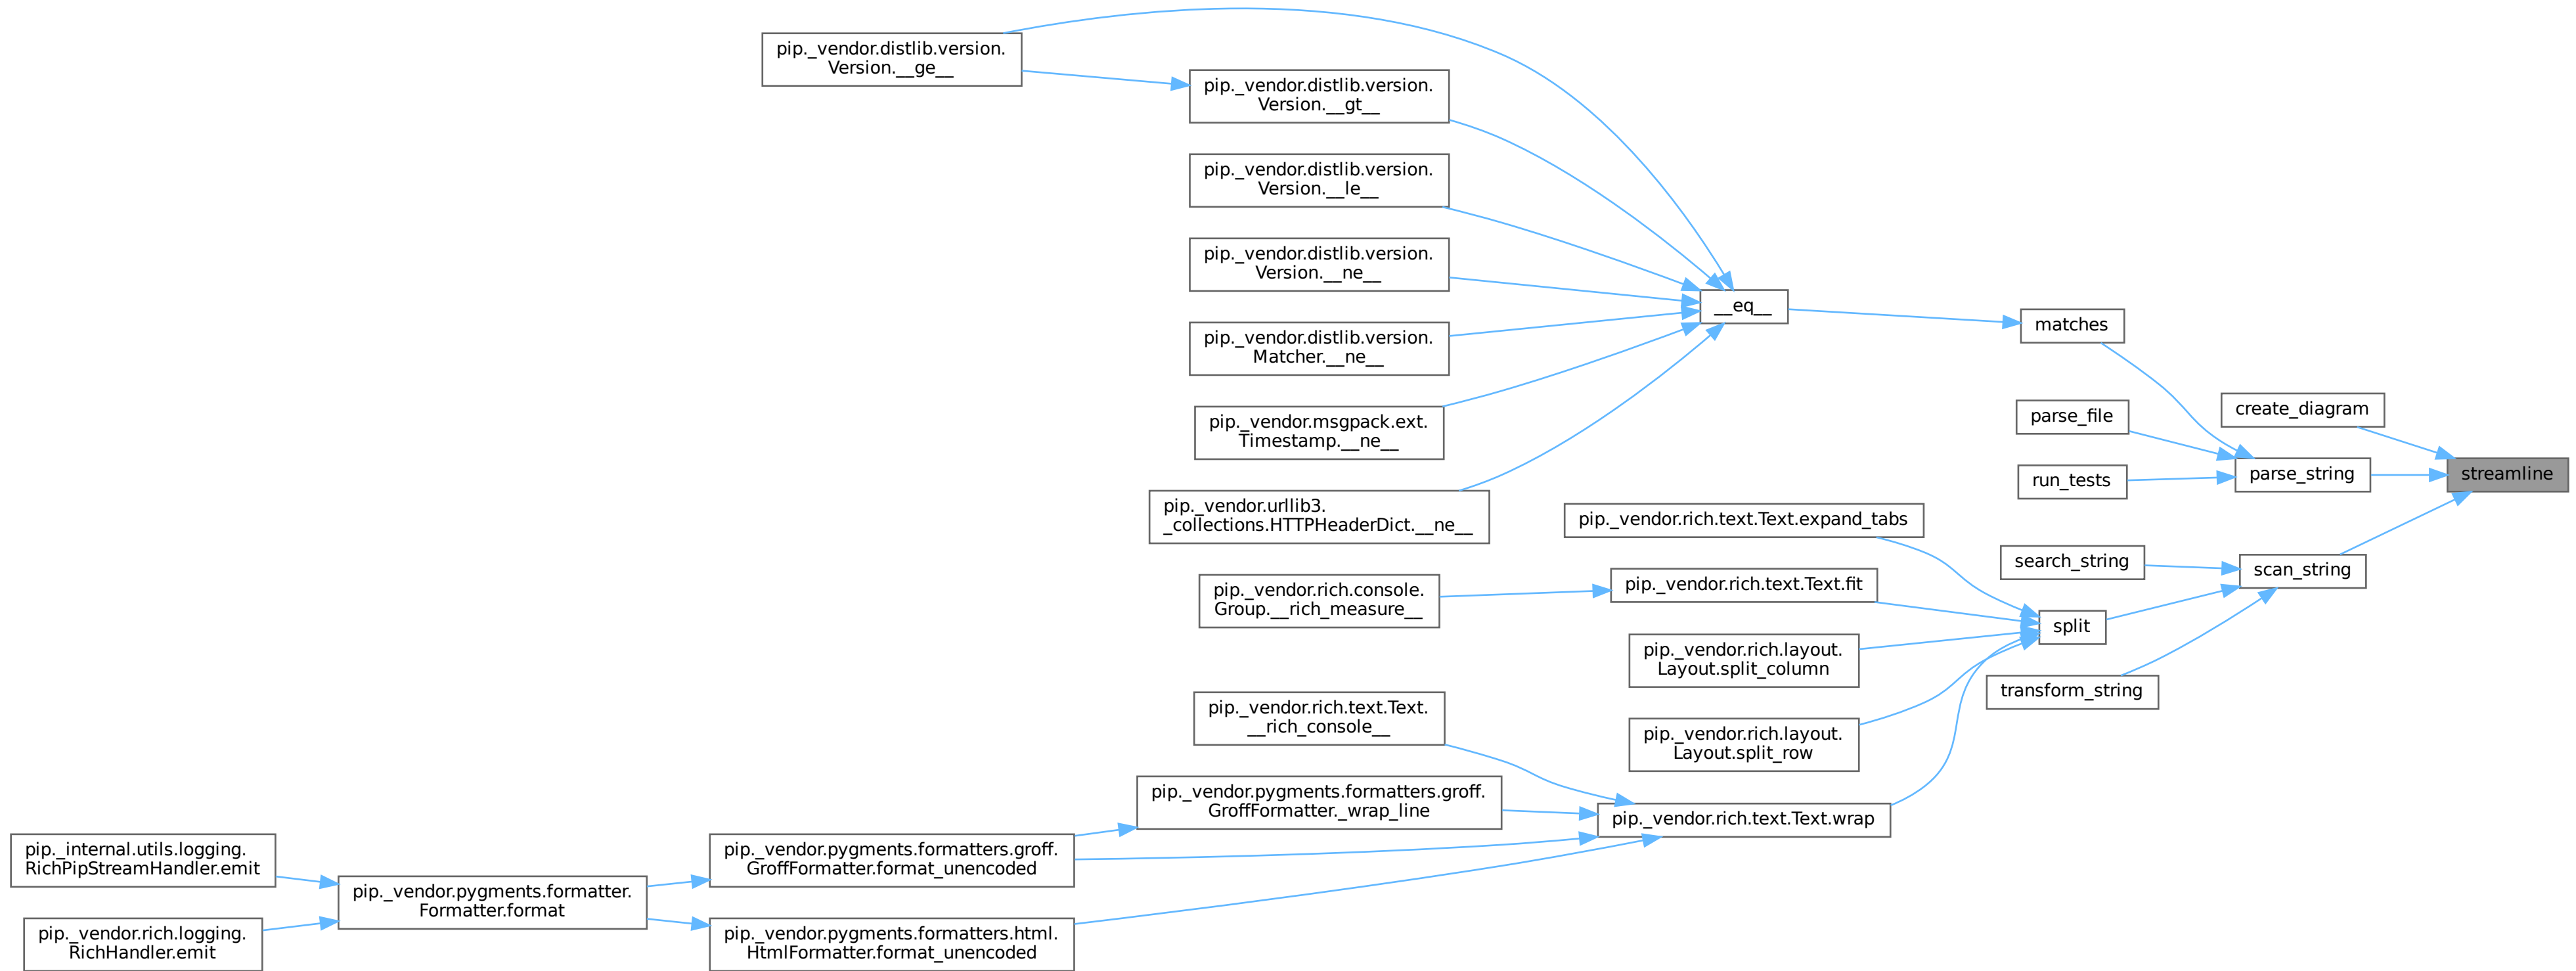 pip._vendor.distlib.version.
Version.__ge__
pip._vendor.distlib.version.
Version.__gt__
pip._vendor.distlib.version.
Version.__le__
pip._vendor.distlib.version.
Version.__ne__
__eq__
matches
pip._vendor.distlib.version.
Matcher.__ne__
create_diagram
parse_file
pip._vendor.msgpack.ext.
Timestamp.__ne__
streamline
parse_string
run_tests
pip._vendor.urllib3.
_collections.HTTPHeaderDict.__ne__
pip._vendor.rich.text.Text.expand_tabs
search_string
scan_string
pip._vendor.rich.console.
Group.__rich_measure__
pip._vendor.rich.text.Text.fit
split
pip._vendor.rich.layout.
Layout.split_column
transform_string
pip._vendor.rich.text.Text.
__rich_console__
pip._vendor.rich.layout.
Layout.split_row
pip._vendor.pygments.formatters.groff.
GroffFormatter._wrap_line
pip._vendor.rich.text.Text.wrap
pip._internal.utils.logging.
RichPipStreamHandler.emit
pip._vendor.pygments.formatters.groff.
GroffFormatter.format_unencoded
pip._vendor.pygments.formatter.
Formatter.format
pip._vendor.rich.logging.
RichHandler.emit
pip._vendor.pygments.formatters.html.
HtmlFormatter.format_unencoded